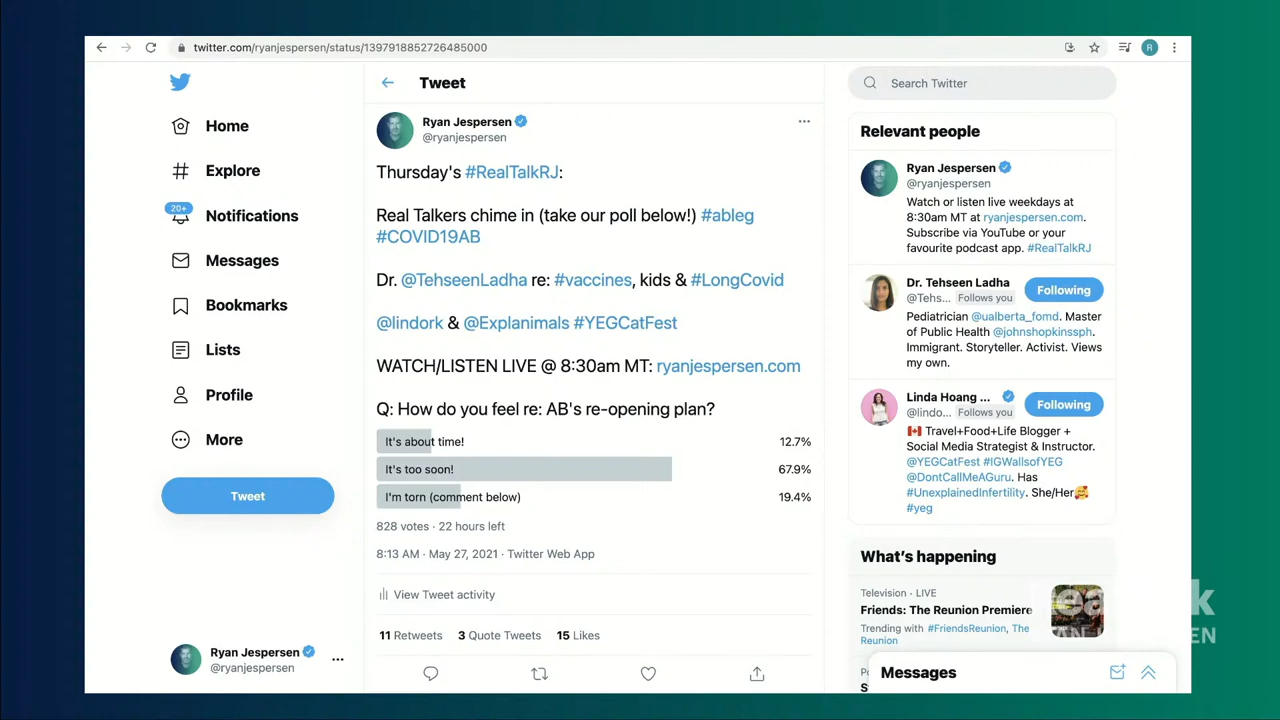 twitter.com/ryanjespersen/status/1397918852726485000
R
Home
Explore
20+
Notifications
Messages
Bookmarks
Lists
Profile
More
Tweet
Ryan Jespersen
@ryanjespersen
Tweet
Ryan Jespersen
@ryanjespersen
Thursday's #RealTalkRJ:
Real Talkers chime in (take our poll below!) #ableg
#COVID19AB
Dr. @TehseenLadha re: #vaccines, kids & #LongCovid
@lindork & @Explanimals #YEGCatFest
WATCH/LISTEN LIVE @ 8:30am MT: ryanjespersen.com
Q: How do you feel re: AB's re-opening plan?
It's about time! 12.7%
It's too soon! 67.9%
I'm torn (comment below) 19.4%
828 votes · 22 hours left
8:13 AM · May 27, 2021 · Twitter Web App
View Tweet activity
11 Retweets 3 Quote Tweets 15 Likes
Search Twitter
Relevant people
Ryan Jespersen
@ryanjespersen
Watch or listen live weekdays at
8:30am MT at ryanjespersen.com.
Subscribe via YouTube or your
favourite podcast app. #RealTalkRJ
Dr. Tehseen Ladha
@Tehs... Follows you
Following
Pediatrician @ualberta_fomd. Master
of Public Health @johnshopkinssph.
Immigrant. Storyteller. Activist. Views
my own.
Linda Hoang ...
@lindo... Follows you
Following
Travel+Food+Life Blogger +
Social Media Strategist & Instructor.
@YEGCatFest #IGWallsofYEG
@DontCallMeAGuru. Has
#UnexplainedInfertility. She/Her
#yeg
What's happening
Television · LIVE
Friends: The Reunion Premiere
Trending with #FriendsReunion, The
Reunion
Messages